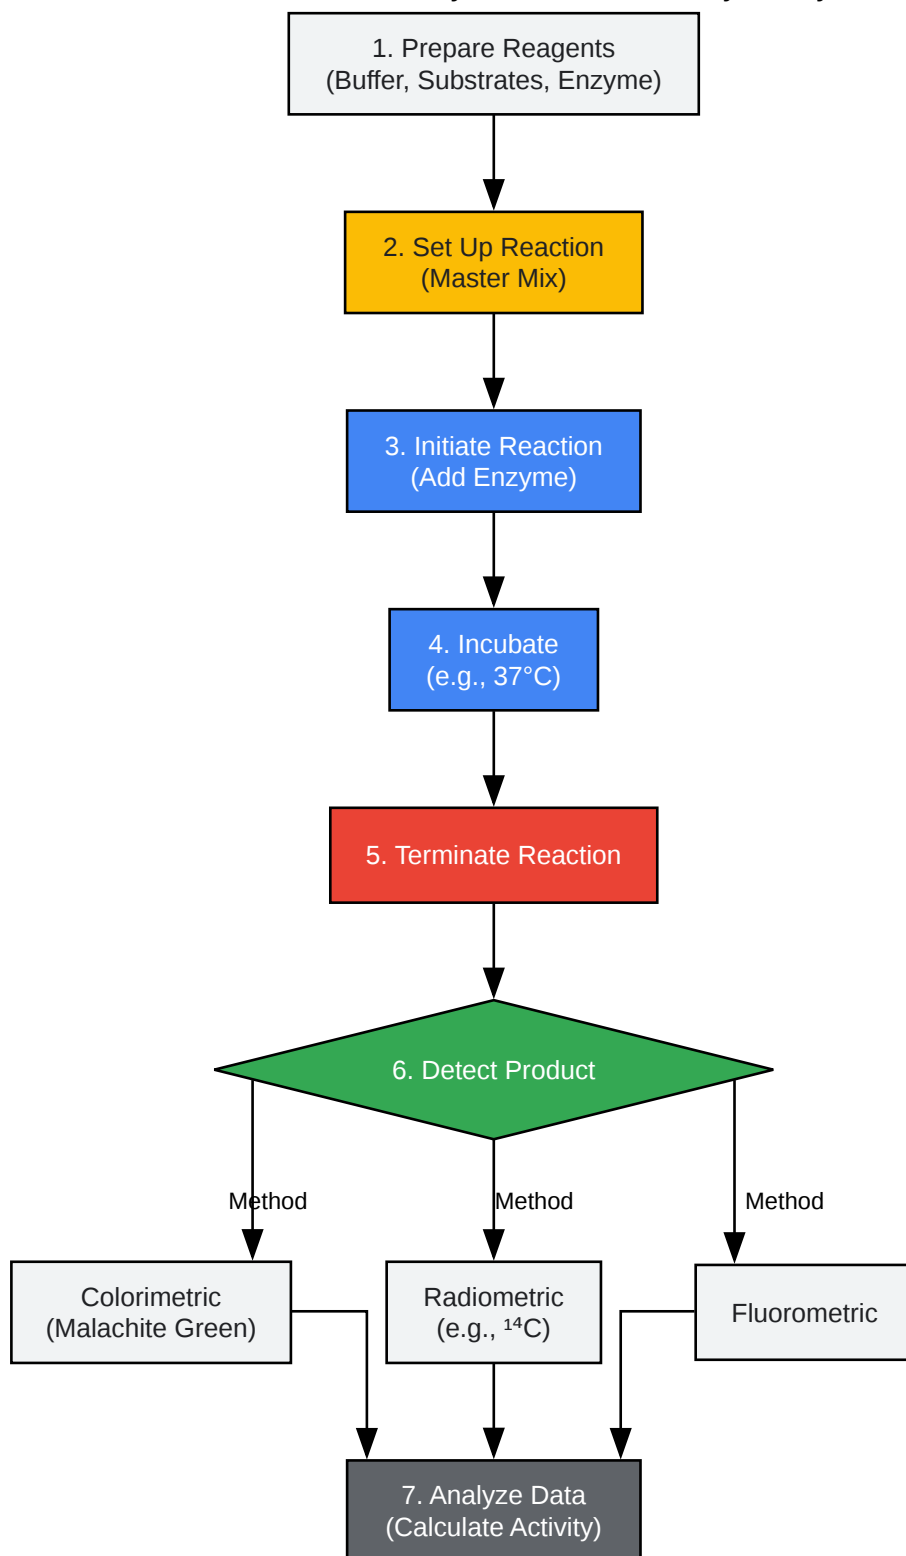 1. Prepare Reagents
(Buffer, Substrates, Enzyme)
2. Set Up Reaction
(Master Mix)
3. Initiate Reaction
(Add Enzyme)
4. Incubate
(e.g., 37°C)
5. Terminate Reaction
6. Detect Product
Method
Method
Method
Colorimetric
(Malachite Green)
Radiometric
(e.g., ¹⁴C)
Fluorometric
7. Analyze Data
(Calculate Activity)